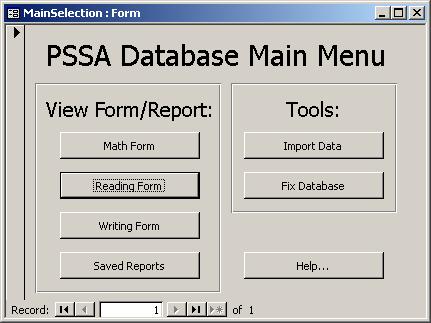 MainSelection : Form
PSSA Database Main Menu
View Form/Report:
Math Form
Reading Form
Writing Form
Saved Reports
Tools:
Import Data
Fix Database
Help...
Record: 1 of 1